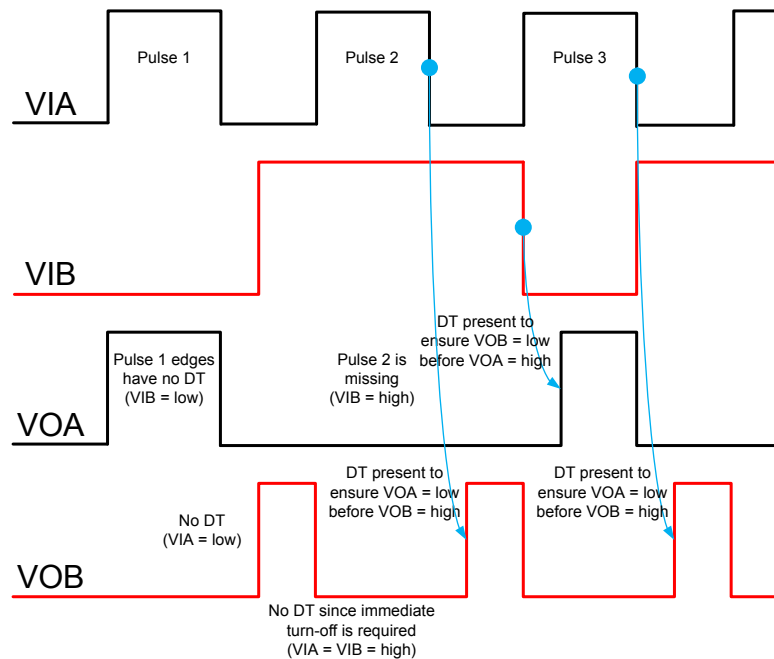 Pulse 1
Pulse 2
Pulse 3
VIA
VIB
DT present to
ensure VOB = low
before VOA = high
Pulse 1 edges
have no DT
(VIB = low)
Pulse 2 is
missing
(VIB = high)
VOA
DT present to
ensure VOA = low
before VOB = high
DT present to
ensure VOA = low
before VOB = high
No DT
(VIA = low)
VOB
No DT since immediate
turn-off is required
(VIA = VIB = high)